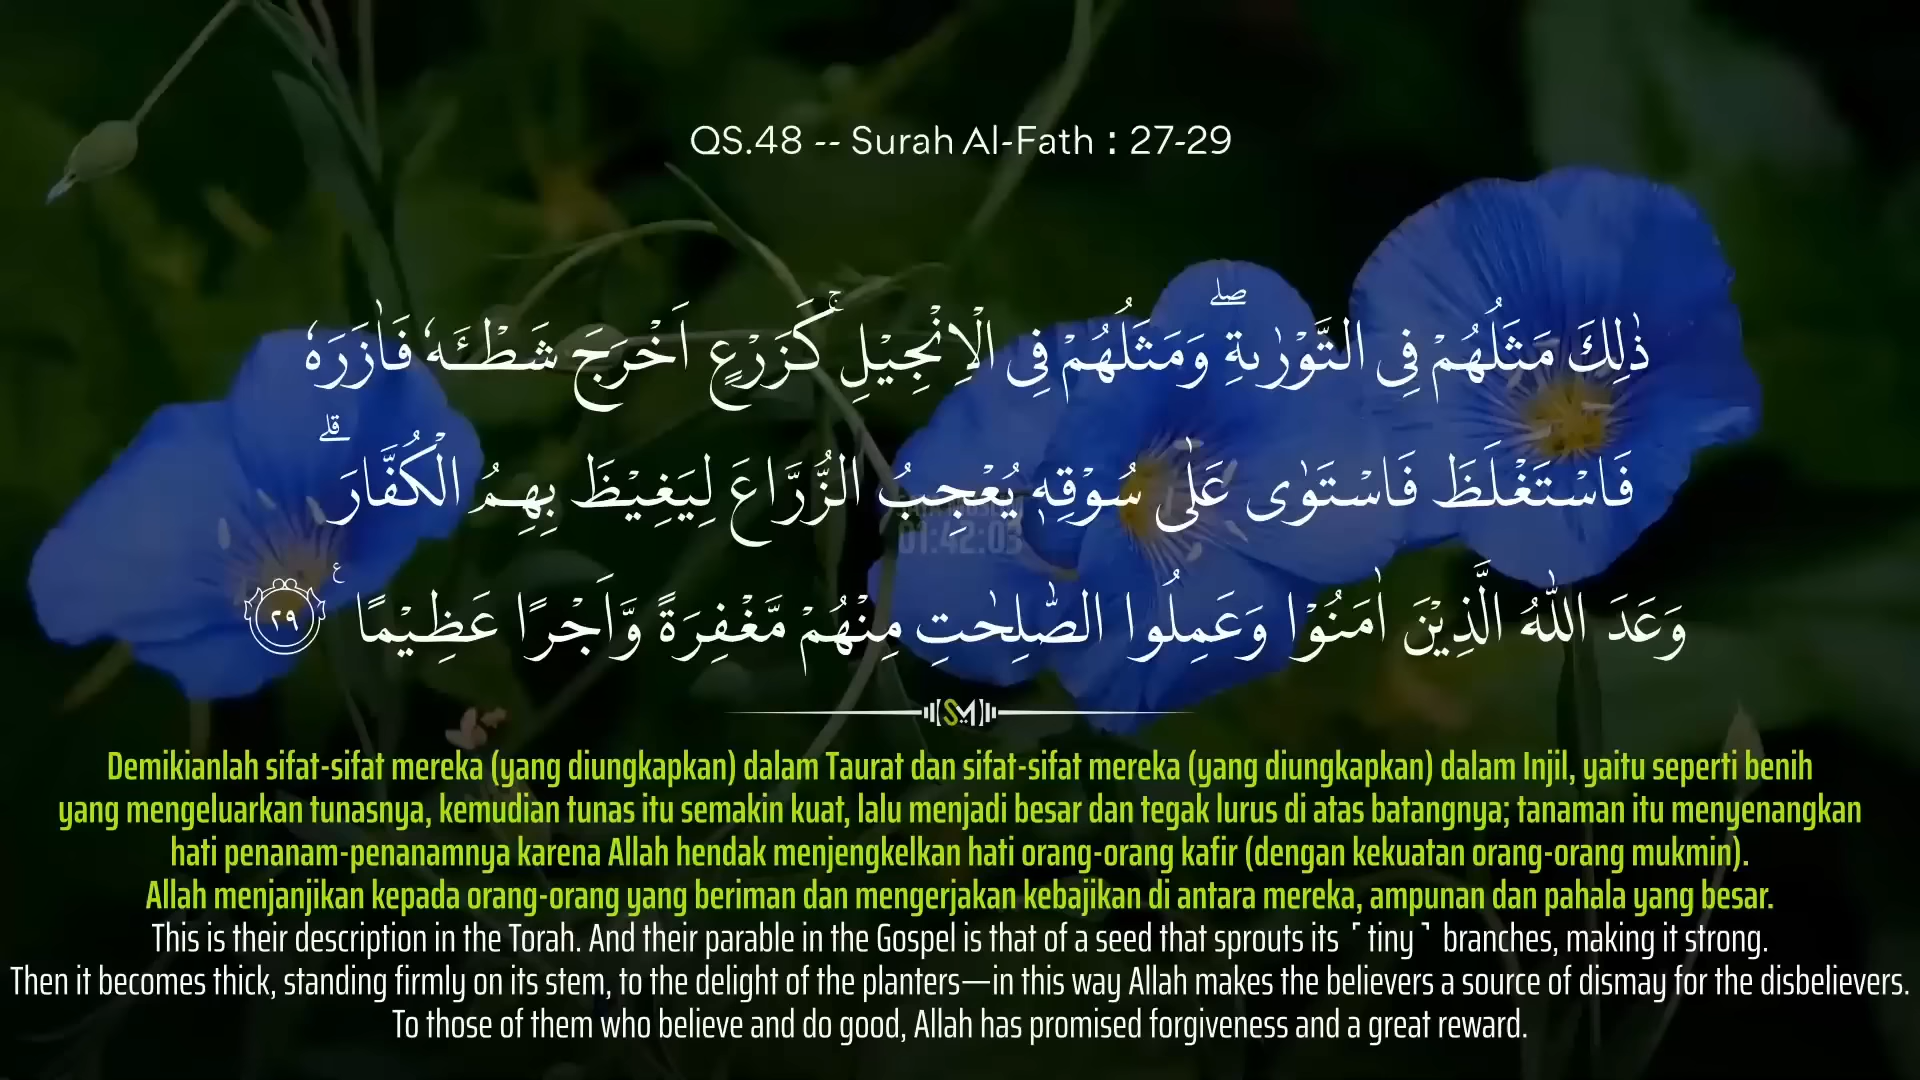 QS.48 -- Surah Al-Fath : 27-29
ذٰلِكَ مَثَلُهُمْ فِى التَّوْرٰىةِ ۖوَمَثَلُهُمْ فِى الْاِنْجِيْلِۚ كَزَرْعٍ اَخْرَجَ شَطْـَٔهٗ فَاٰزَرَهٗ
فَاسْتَغْلَظَ فَاسْتَوٰى عَلٰى سُوْقِهٖ يُعْجِبُ الزُّرَّاعَ لِيَغِيْظَ بِهِمُ الْكُفَّارَ ۗ
وَعَدَ اللّٰهُ الَّذِيْنَ اٰمَنُوْا وَعَمِلُوا الصّٰلِحٰتِ مِنْهُمْ مَّغْفِرَةً وَّاَجْرًا عَظِيْمًا ࣖ ٢٩
01:42:03
SM
Demikianlah sifat-sifat mereka (yang diungkapkan) dalam Taurat dan sifat-sifat mereka (yang diungkapkan) dalam Injil, yaitu seperti benih
yang mengeluarkan tunasnya, kemudian tunas itu semakin kuat, lalu menjadi besar dan tegak lurus di atas batangnya; tanaman itu menyenangkan
hati penanam-penanamnya karena Allah hendak menjengkelkan hati orang-orang kafir (dengan kekuatan orang-orang mukmin).
Allah menjanjikan kepada orang-orang yang beriman dan mengerjakan kebajikan di antara mereka, ampunan dan pahala yang besar.
This is their description in the Torah. And their parable in the Gospel is that of a seed that sprouts its ˹tiny˺ branches, making it strong.
Then it becomes thick, standing firmly on its stem, to the delight of the planters—in this way Allah makes the believers a source of dismay for the disbelievers.
To those of them who believe and do good, Allah has promised forgiveness and a great reward.